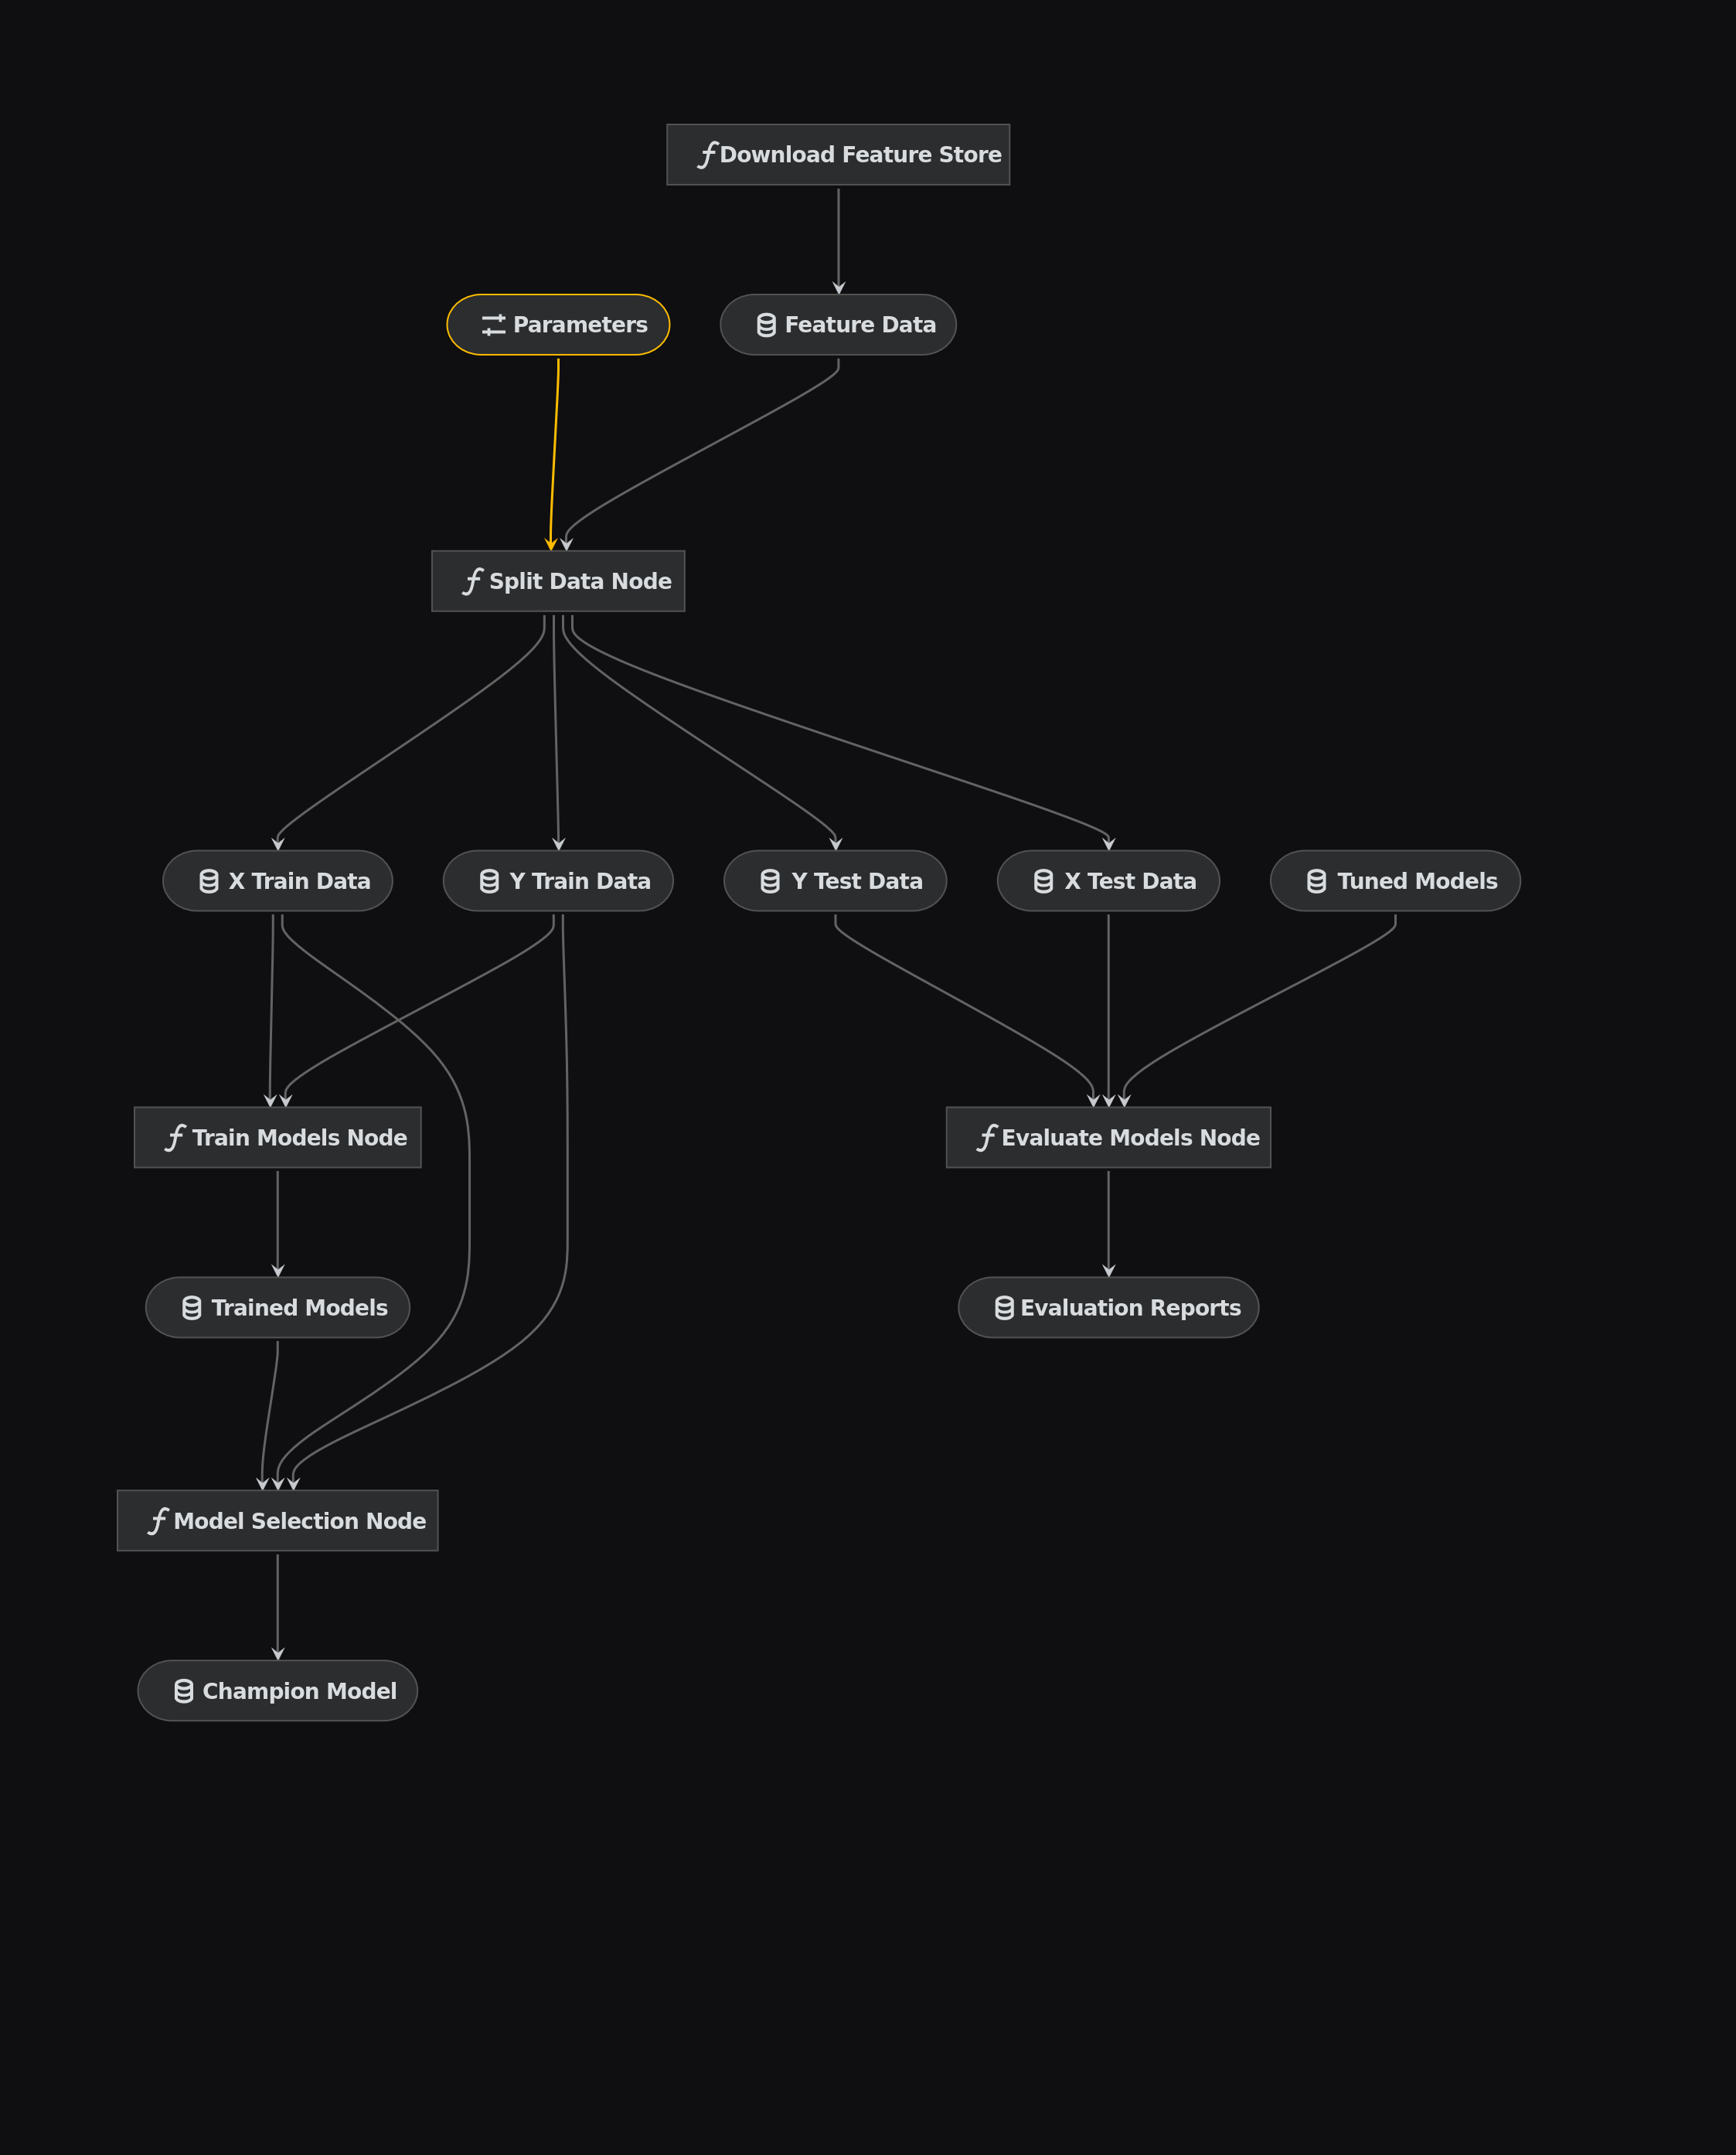 Download Feature Store
Parameters
Feature Data
Split Data Node
X Train Data
Y Train Data
Y Test Data
X Test Data
Tuned Models
Train Models Node
Evaluate Models Node
Trained Models
Evaluation Reports
Model Selection Node
Champion Model